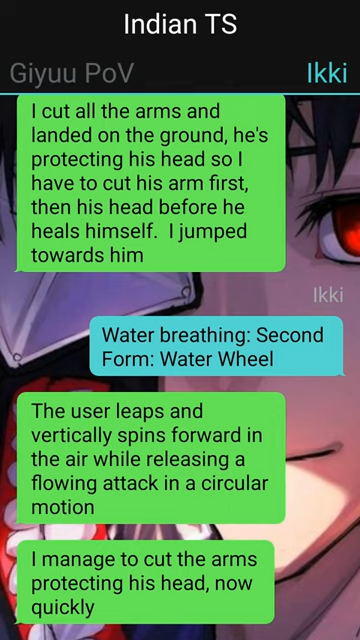 Indian TS
Giyuu PoV
Ikki
I cut all the arms and
landed on the ground, he's
protecting his head so I
have to cut his arm first,
then his head before he
heals himself.  I jumped
towards him
Ikki
Water breathing: Second
Form: Water Wheel
The user leaps and
vertically spins forward in
the air while releasing a
flowing attack in a circular
motion
I manage to cut the arms
protecting his head, now
quickly